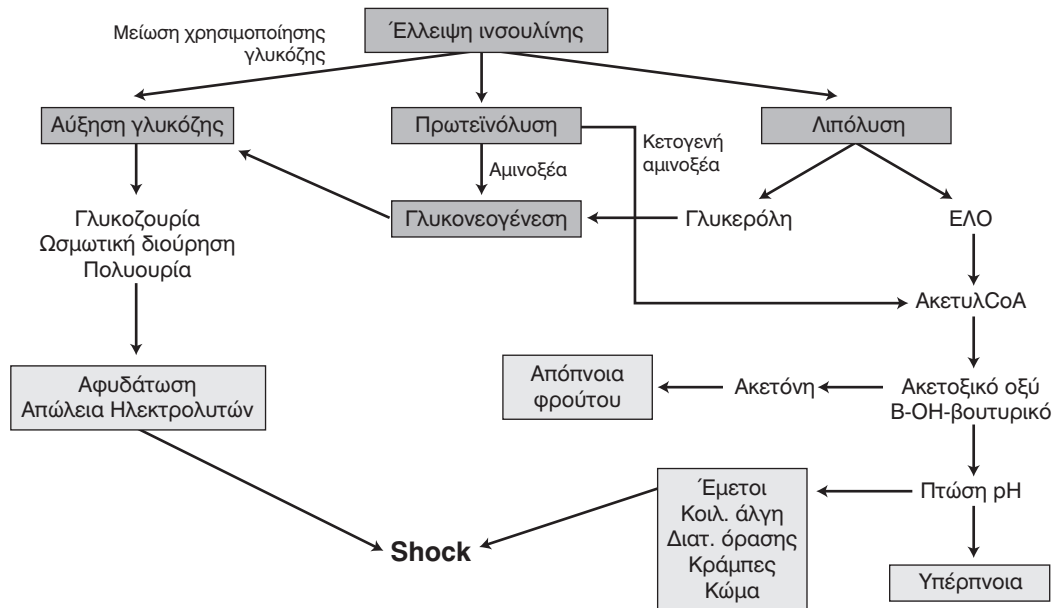 Έλλειψη ινσουλίνης
Μείωση χρησιμοποίησης
γλυκόζης
Αύξηση γλυκόζης
Πρωτεϊνόλυση
Λιπόλυση
Κετογενή
αμινοξέα
Αμινοξέα
Γλυκονεογένεση
Γλυκερόλη
ΕΛΟ
Γλυκοζουρία
Ωσμωτική διούρηση
Πολυουρία
ΑκετυλCoA
Αφυδάτωση
Απώλεια Ηλεκτρολυτών
Απόπνοια
φρούτου
Ακετόνη
Ακετοξικό οξύ
Β-ΟΗ-βουτυρικό
Πτώση pH
Έμετοι
Κοιλ. άλγη
Διατ. όρασης
Κράμπες
Κώμα
Shock
Υπέρπνοια